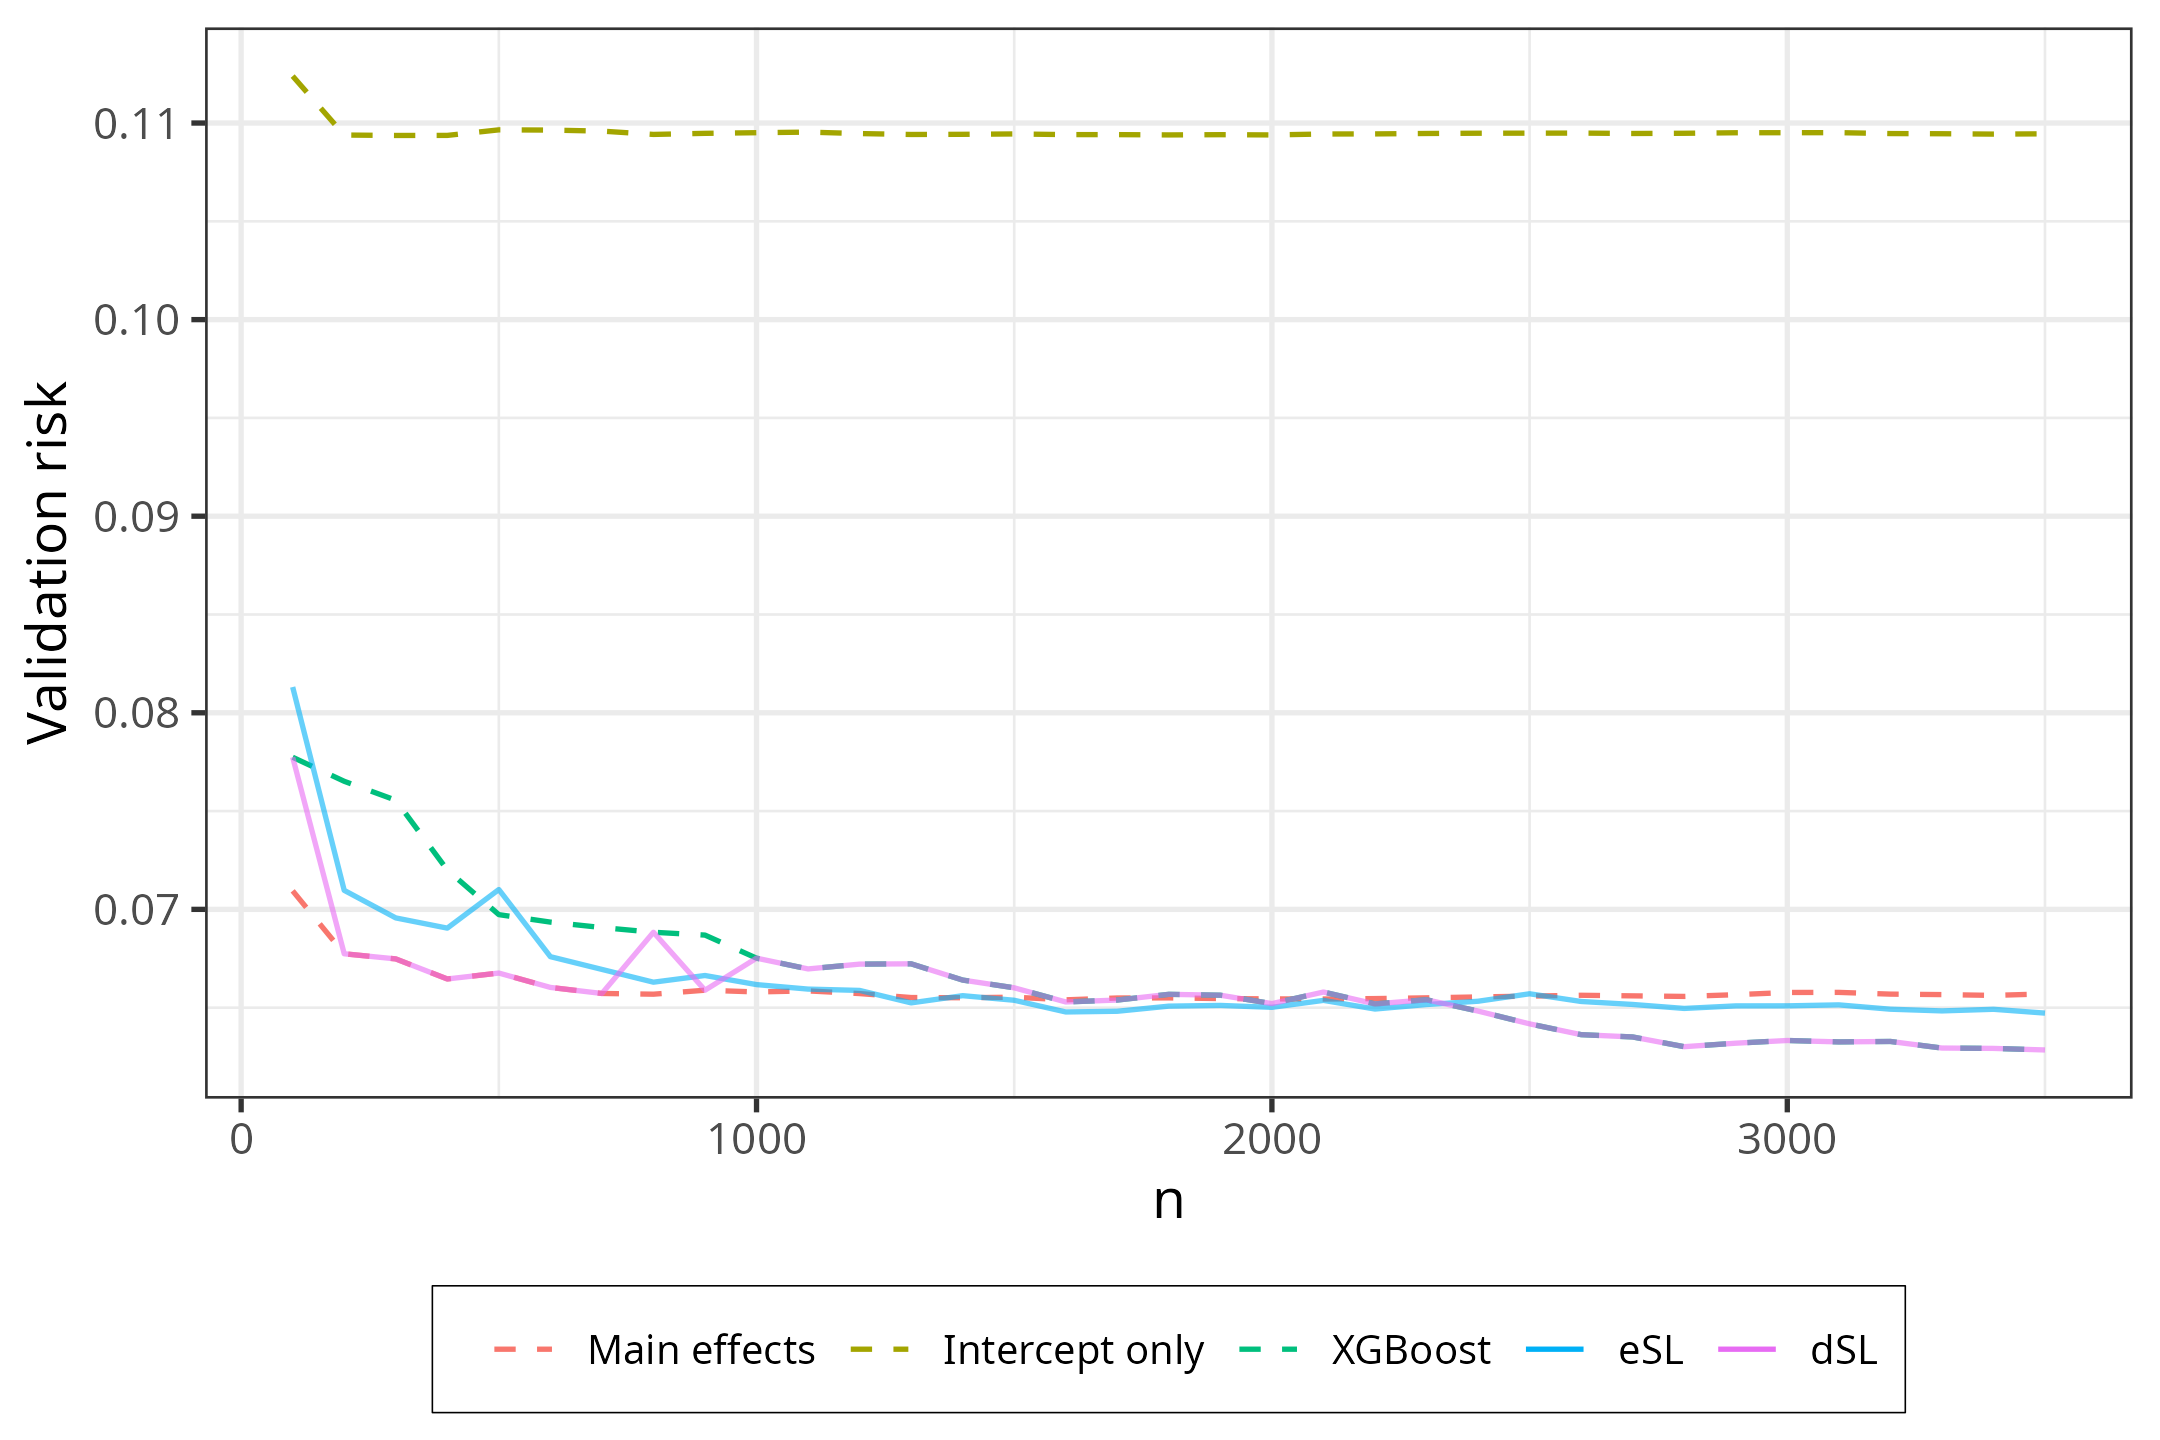 0.11
0.10
0.09
0.08
0.07
Validation risk
0 1000 2000 3000
n
Main effects Intercept only XGBoost eSL dSL